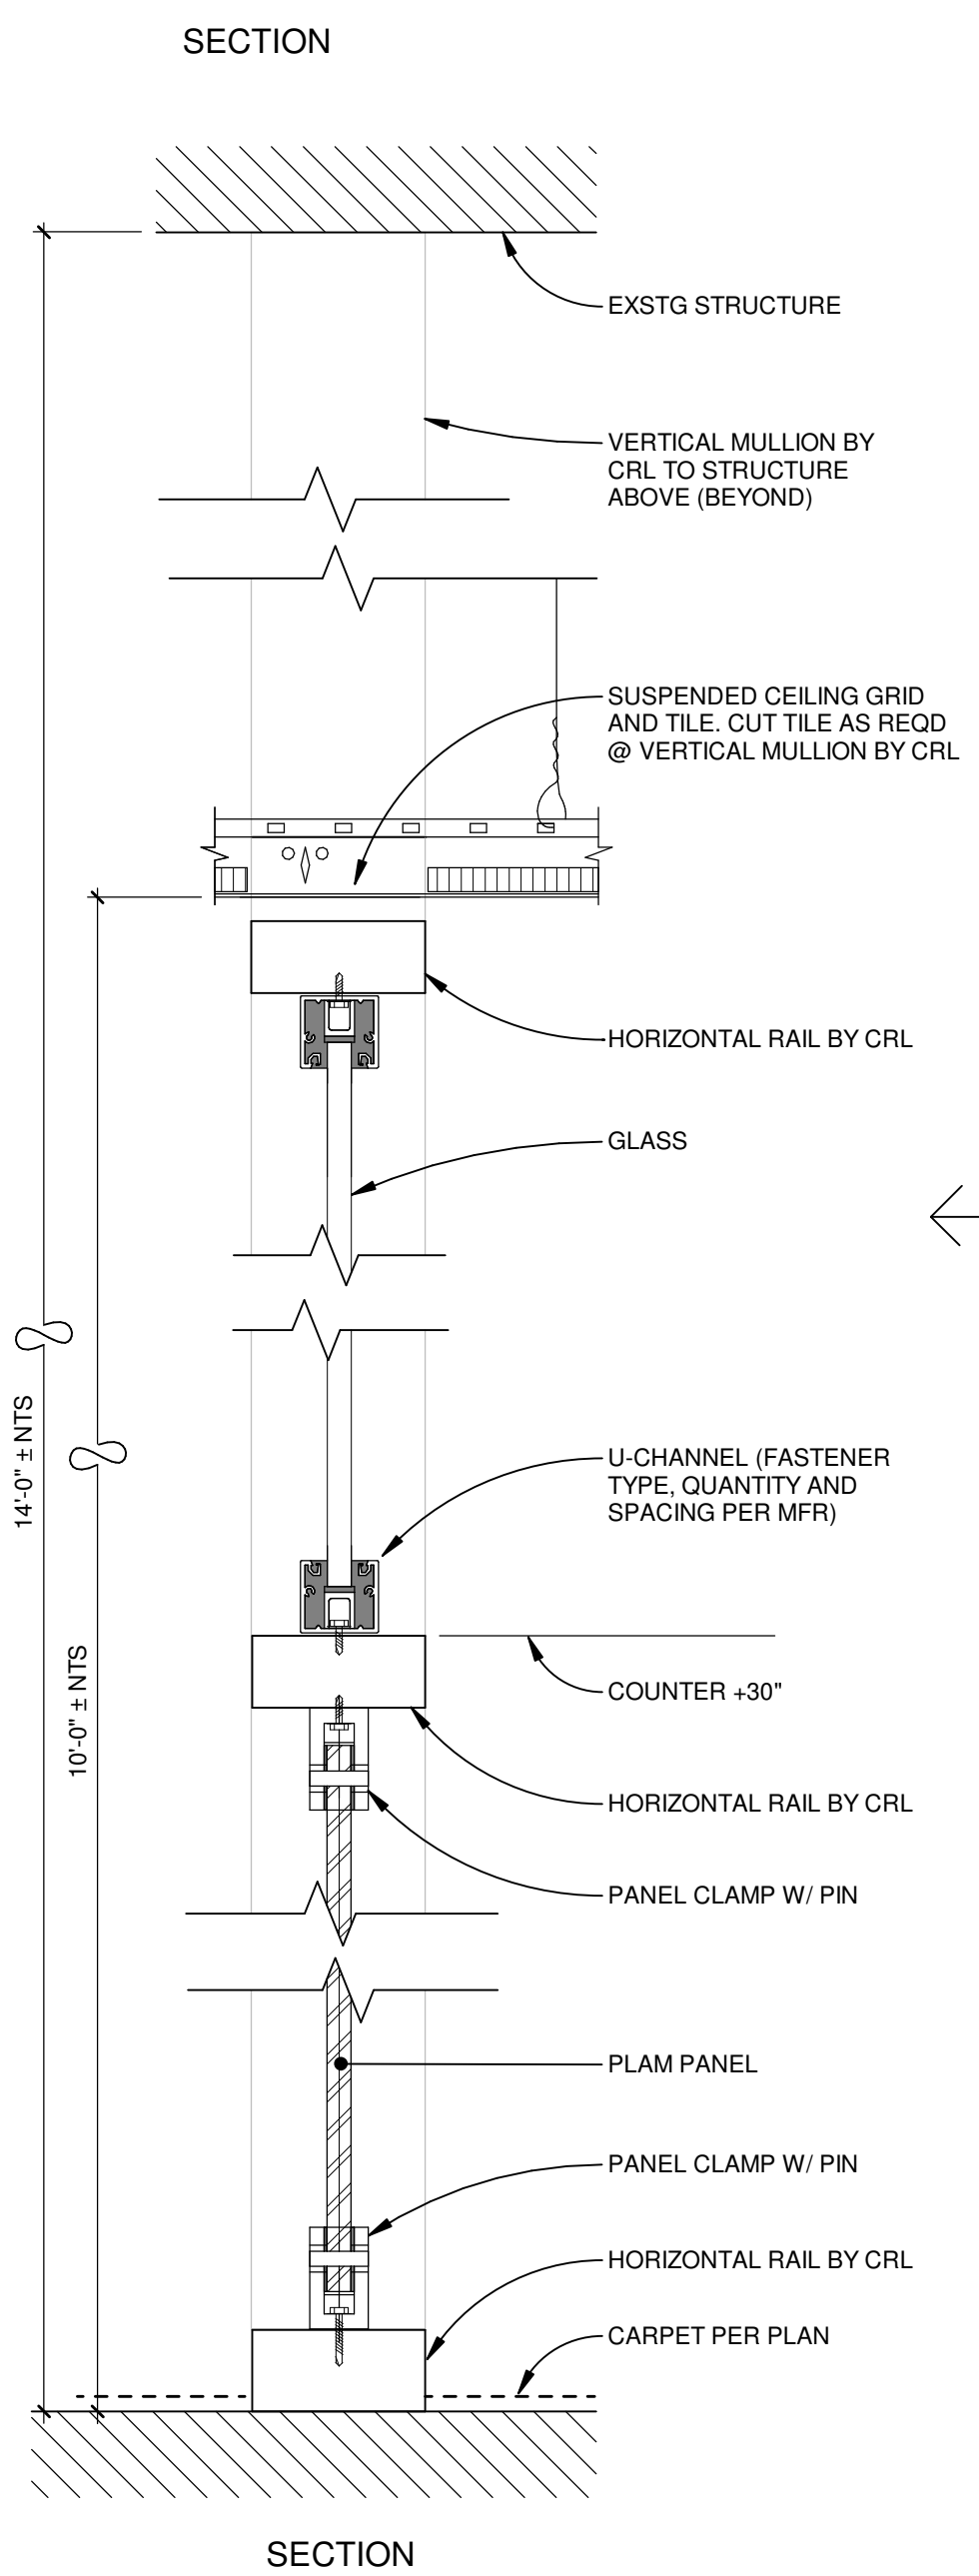 SECTION
EXSTG STRUCTURE
VERTICAL MULLION BY
CRL TO STRUCTURE
ABOVE (BEYOND)
SUSPENDED CEILING GRID
AND TILE. CUT TILE AS REQD
@ VERTICAL MULLION BY CRL
HORIZONTAL RAIL BY CRL
GLASS
14'-0" ± NTS
U-CHANNEL (FASTENER
TYPE, QUANTITY AND
SPACING PER MFR)
10'-0" ± NTS
COUNTER +30"
HORIZONTAL RAIL BY CRL
PANEL CLAMP W/ PIN
PLAM PANEL
PANEL CLAMP W/ PIN
HORIZONTAL RAIL BY CRL
CARPET PER PLAN
SECTION